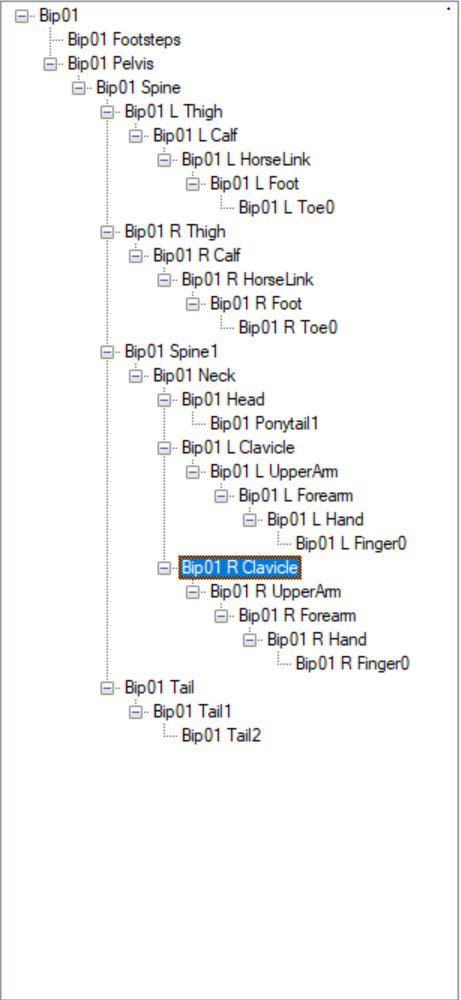 Bip01
Bip01 Footsteps
Bip01 Pelvis
Bip01 Spine
Bip01 L Thigh
Bip01 L Calf
Bip01 L HorseLink
Bip01 L Foot
Bip01 L Toe0
Bip01 R Thigh
Bip01 R Calf
Bip01 R HorseLink
Bip01 R Foot
Bip01 R Toe0
Bip01 Spine1
Bip01 Neck
Bip01 Head
Bip01 Ponytail1
Bip01 L Clavicle
Bip01 L UpperArm
Bip01 L Forearm
Bip01 L Hand
Bip01 L Finger0
Bip01 R Clavicle
Bip01 R UpperArm
Bip01 R Forearm
Bip01 R Hand
Bip01 R Finger0
Bip01 Tail
Bip01 Tail1
Bip01 Tail2